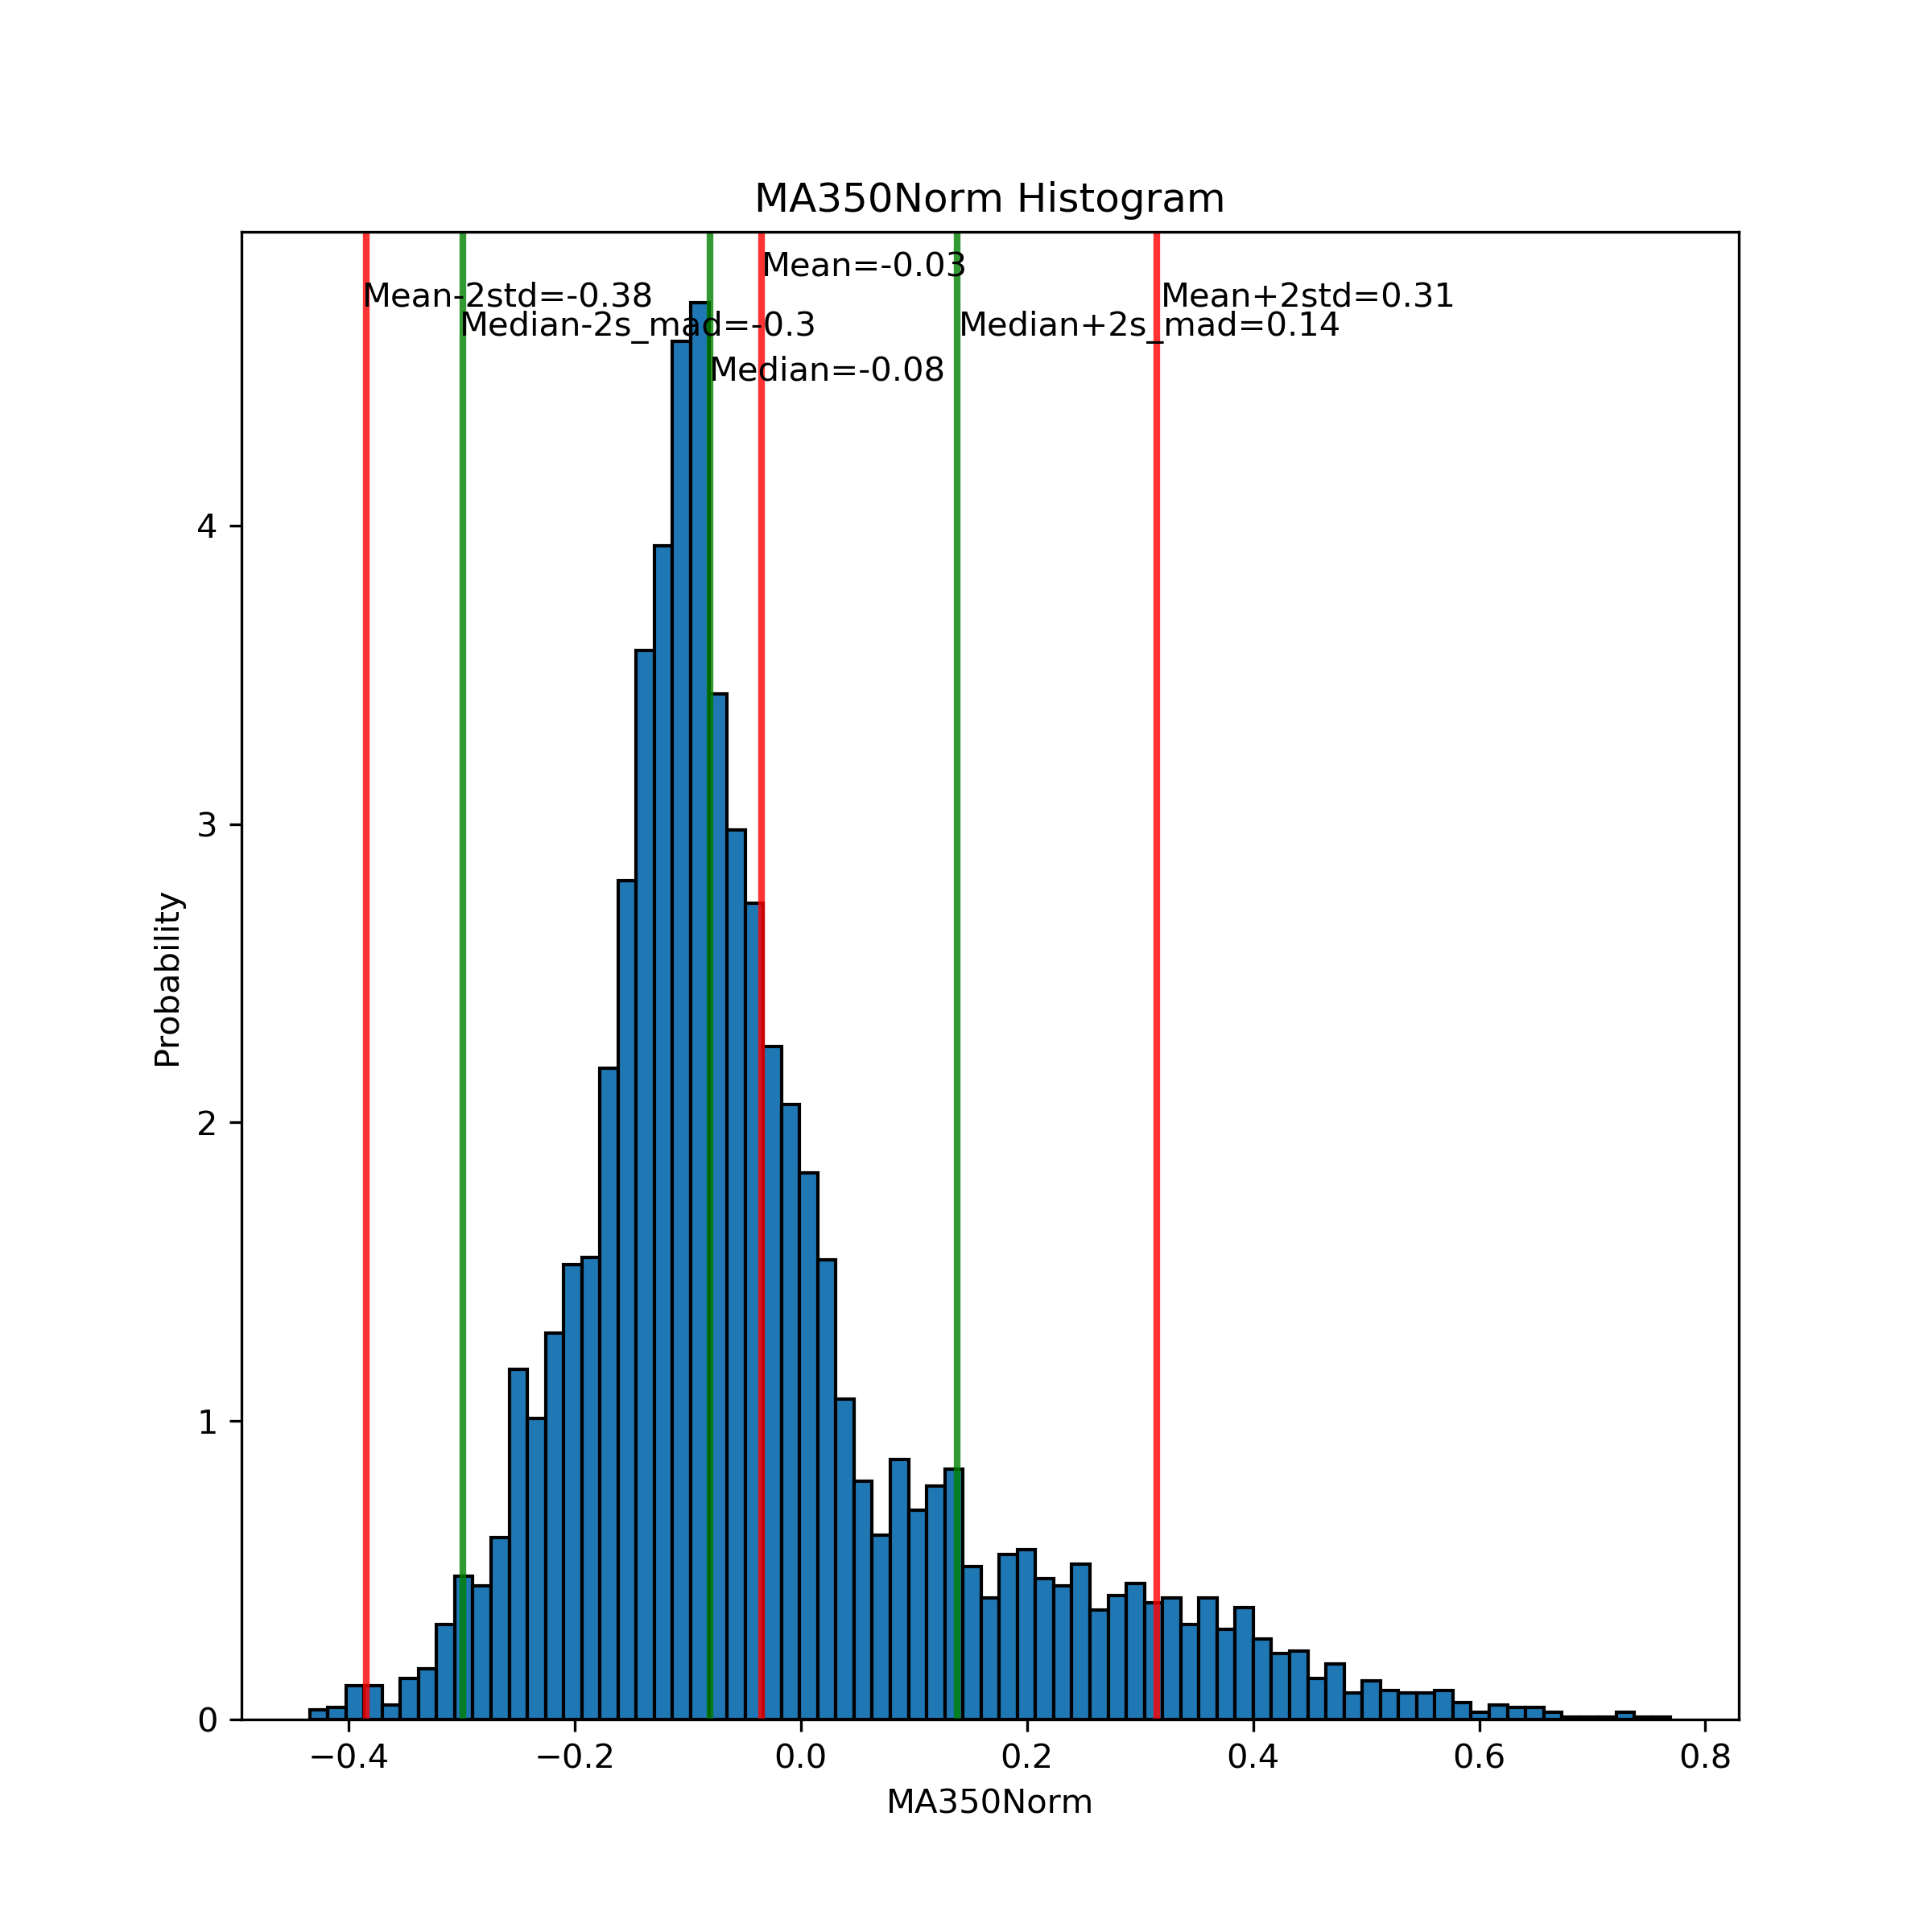 MA350Norm Histogram
Mean=-0.03
Mean-2std=-0.38
Mean+2std=0.31
Median-2s_mad=-0.3
Median+2s_mad=0.14
Median=-0.08
4
3
2
1
0
Probability
−0.4
−0.2
0.0
0.2
0.4
0.6
0.8
MA350Norm